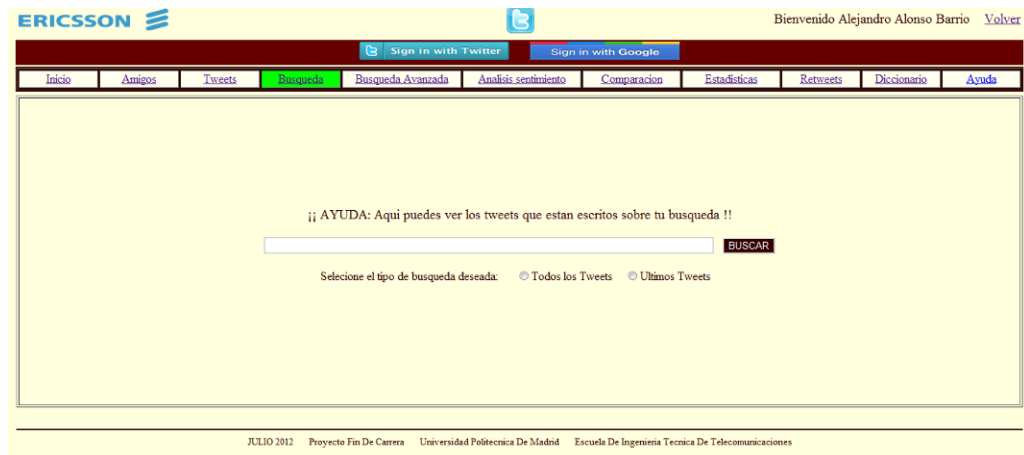 ERICSSON
Bienvenido Alejandro Alonso Barrio Volver
Sign in with Twitter Sign in with Google
Inicio Amigos Tweets Busqueda Busqueda Avanzada Analisis sentimiento Comparacion Estadisticas Retweets Diccionario Ayuda
¡¡ AYUDA: Aqui puedes ver los tweets que estan escritos sobre tu busqueda !!
BUSCAR
Selecione el tipo de busqueda deseada: Todos los Tweets Ultimos Tweets
JULIO 2012 Proyecto Fin De Carrera Universidad Politecnica De Madrid Escuela De Ingenieria Tecnica De Telecomunicaciones